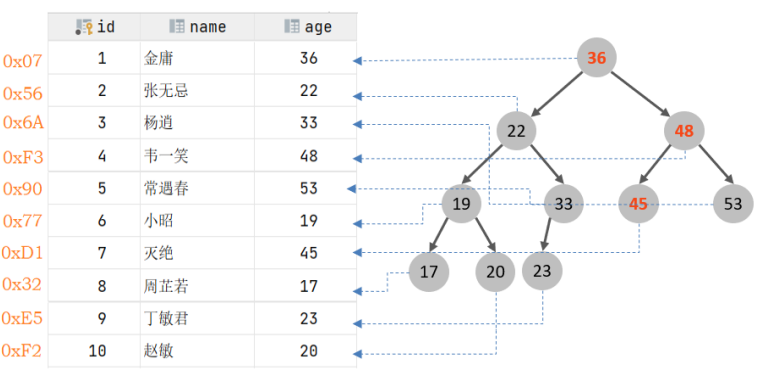 id name age
0x07 1 金庸 36
0x56 2 张无忌 22
0x6A 3 杨逍 33
0xF3 4 韦一笑 48
0x90 5 常遇春 53
0x77 6 小昭 19
0xD1 7 灭绝 45
0x32 8 周芷若 17
0xE5 9 丁敏君 23
0xF2 10 赵敏 20
36
22 48
19 33 45 53
17 20 23